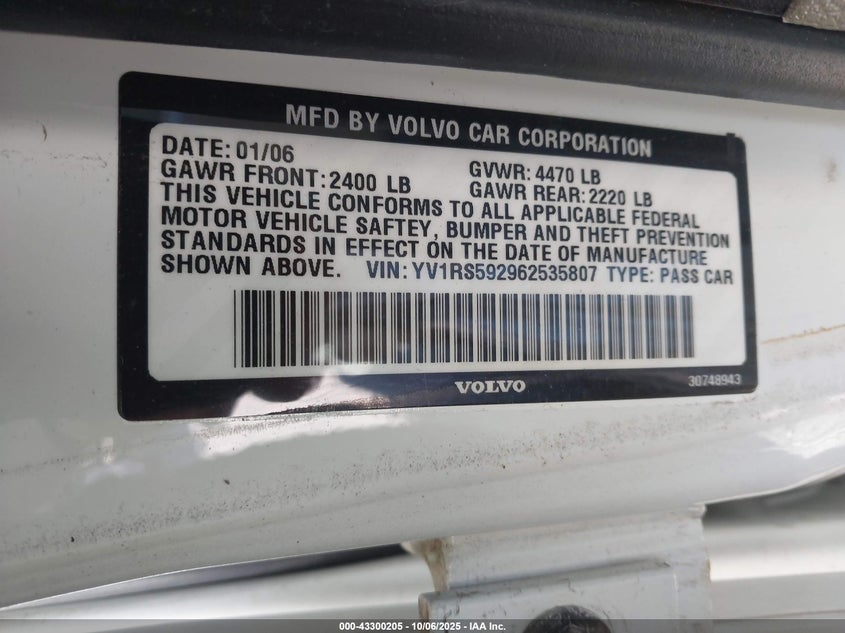 MFD BY VOLVO CAR CORPORATION
DATE: 01/06 GVWR: 4470 LB
GAWR FRONT: 2400 LB GAWR REAR: 2220 LB
THIS VEHICLE CONFORMS TO ALL APPLICABLE FEDERAL
MOTOR VEHICLE SAFTEY, BUMPER AND THEFT PREVENTION
STANDARDS IN EFFECT ON THE DATE OF MANUFACTURE
SHOWN ABOVE. VIN: YV1RS592962535807 TYPE: PASS CAR
VOLVO 30748943
000-43300205 - 10/06/2025 - IAA Inc.